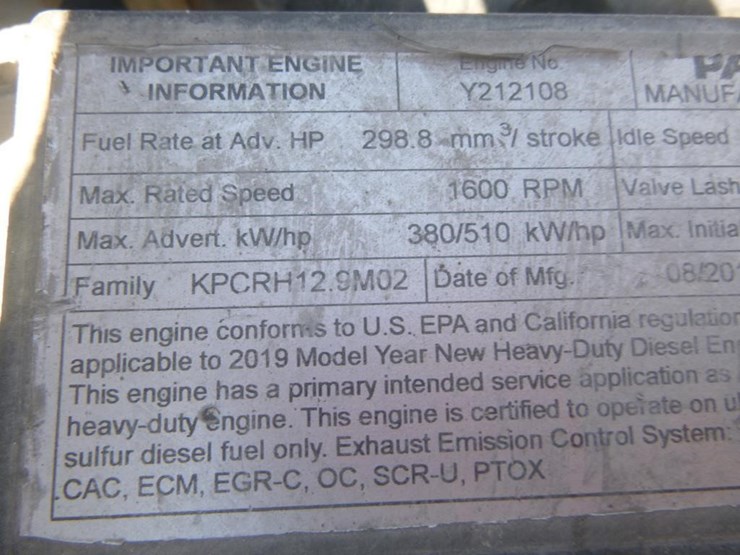 IMPORTANT ENGINE INFORMATION
Engine No.
Y212108
PA
MANUFA
Fuel Rate at Adv. HP 298.8 mm³/ stroke Idle Speed
Max. Rated Speed 1600 RPM Valve Lash
Max. Advert. kW/hp 380/510 kW/hp Max. Initia
Family KPCRH12.9M02 Date of Mfg. 08/201
This engine conforms to U.S. EPA and California regulation
applicable to 2019 Model Year New Heavy-Duty Diesel En
This engine has a primary intended service application as
heavy-duty engine. This engine is certified to operate on ul
sulfur diesel fuel only. Exhaust Emission Control System:
CAC, ECM, EGR-C, OC, SCR-U, PTOX